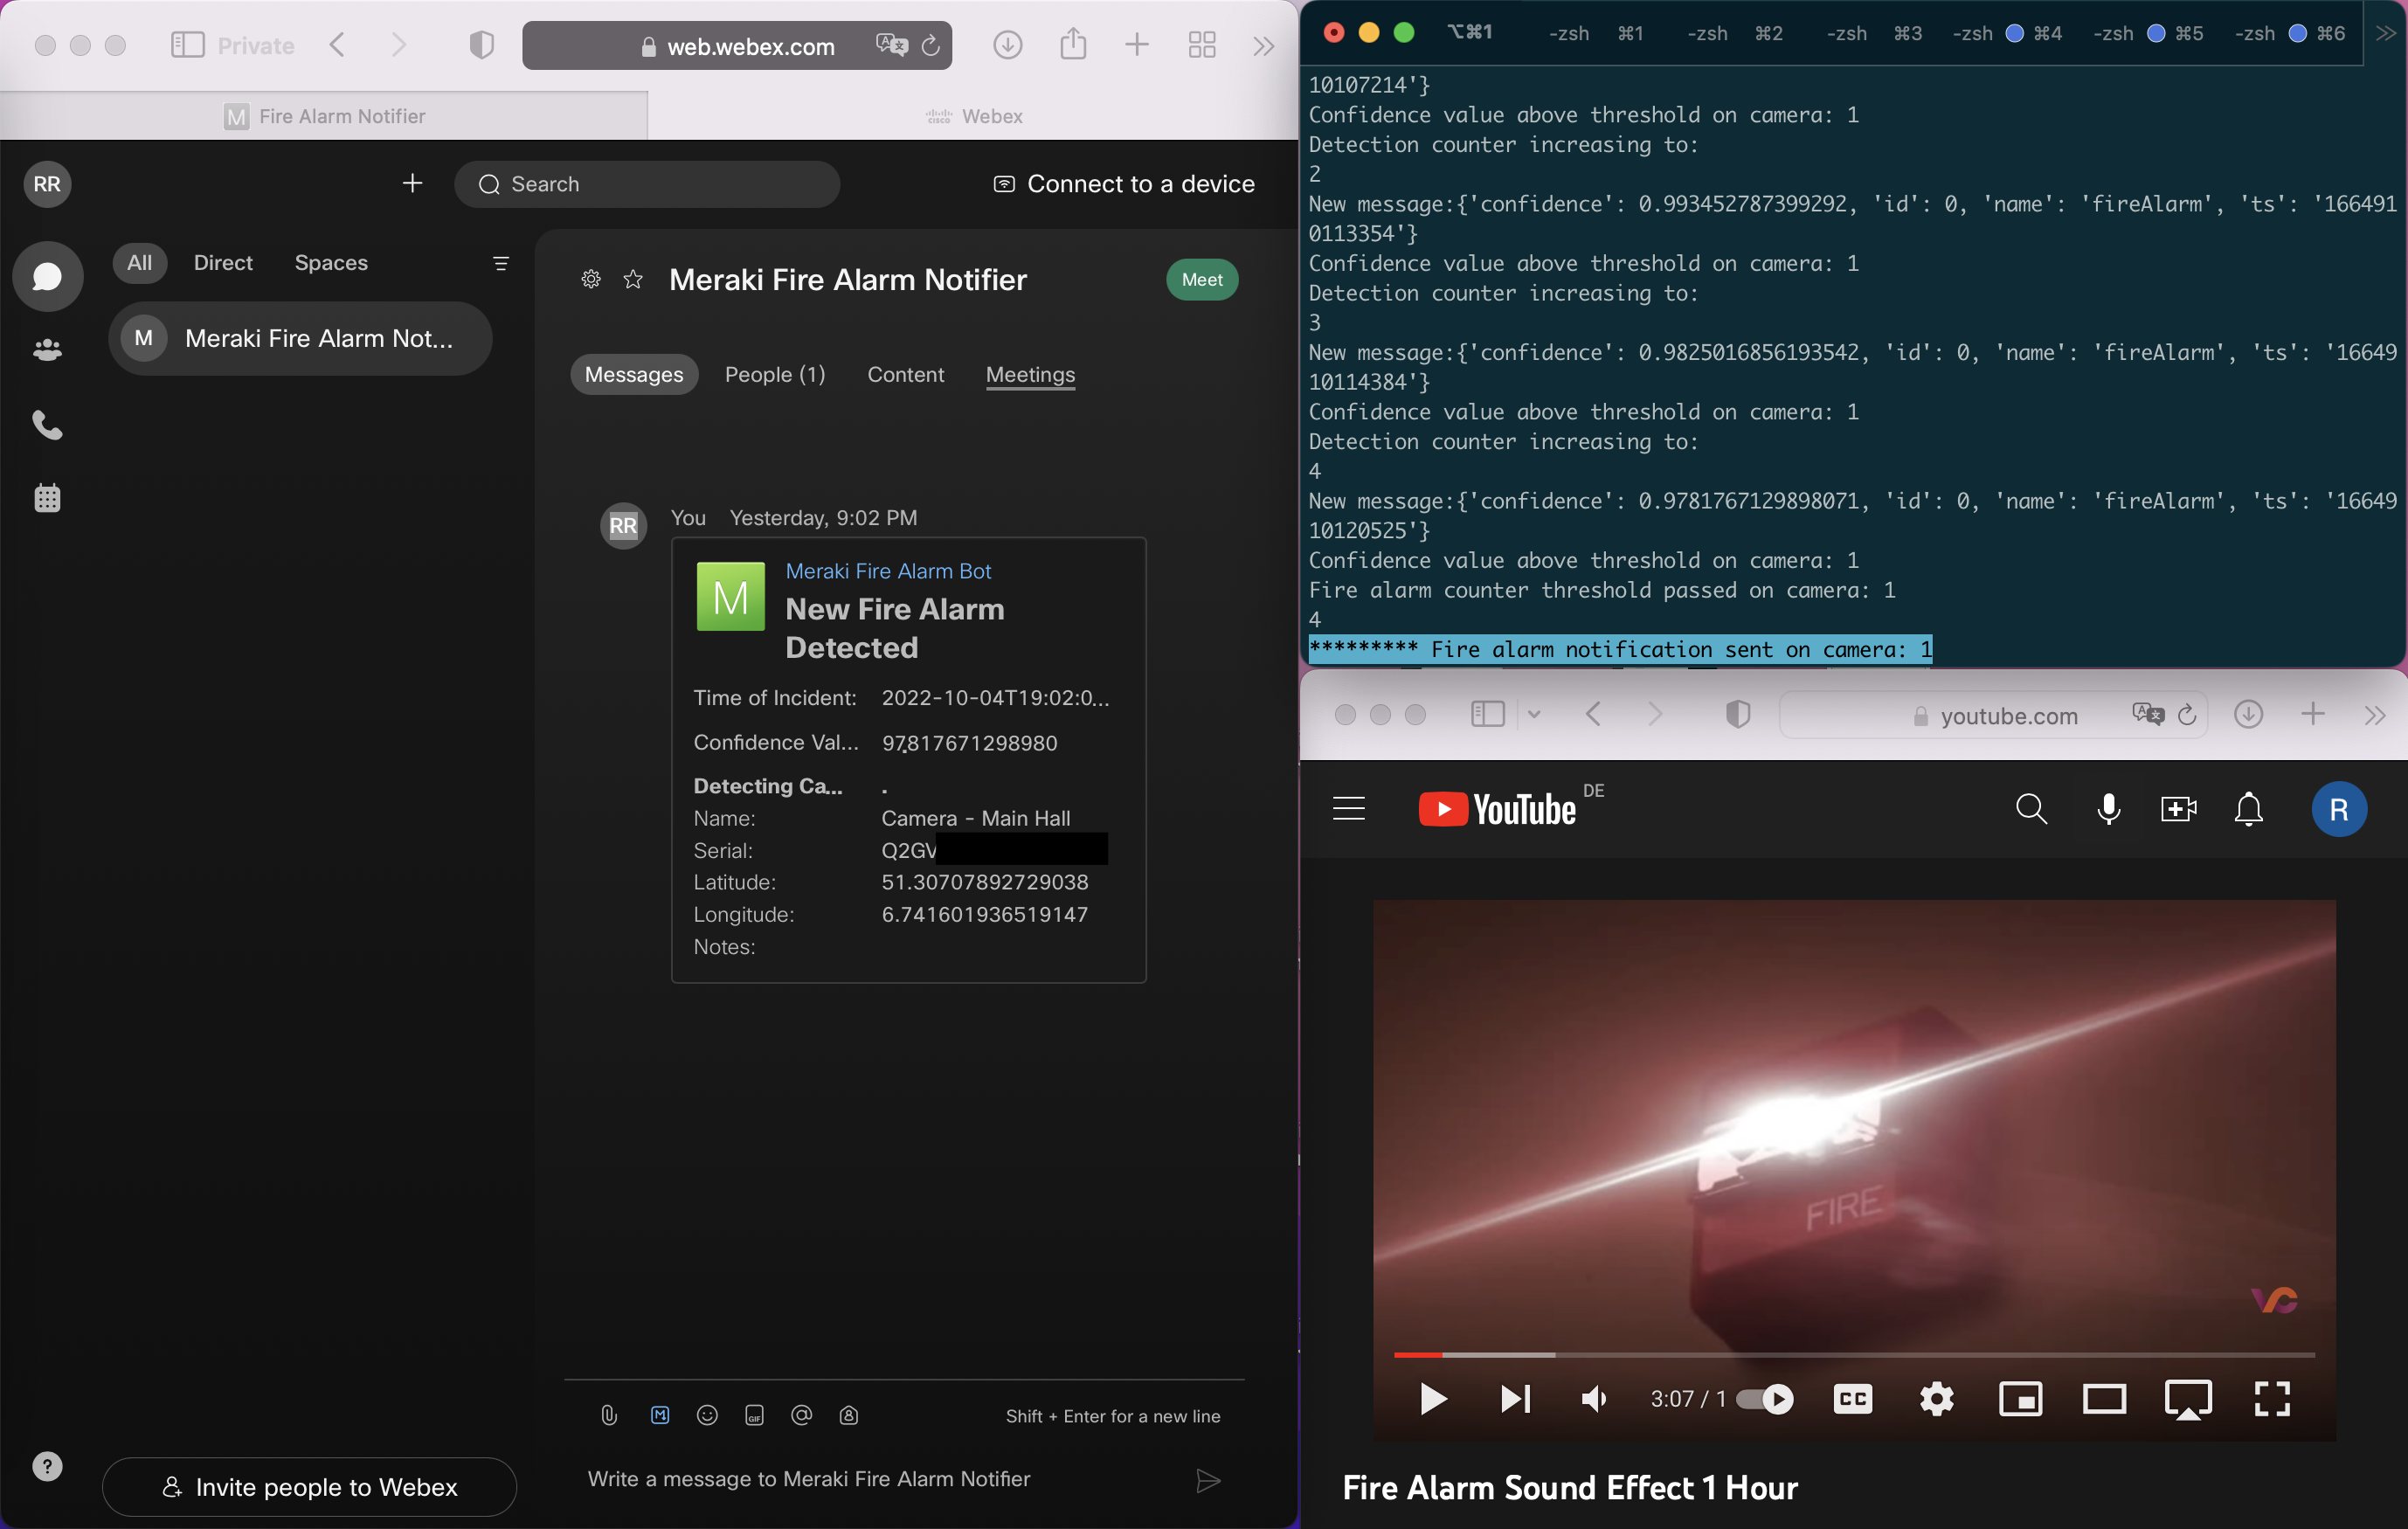 Private
web.webex.com
Fire Alarm Notifier
Webex
RR
Search
Connect to a device
All Direct Spaces
M Meraki Fire Alarm Not...
Meraki Fire Alarm Notifier
Meet
Messages People (1) Content Meetings
RR
You Yesterday, 9:02 PM
M
Meraki Fire Alarm Bot
New Fire Alarm
Detected
Time of Incident: 2022-10-04T19:02:0...
Confidence Val... 97.817671298980
Detecting Ca... .
Name: Camera - Main Hall
Serial: Q2GV
Latitude: 51.30707892729038
Longitude: 6.741601936519147
Notes:
GIF
Shift + Enter for a new line
Write a message to Meraki Fire Alarm Notifier
?
Invite people to Webex
⌥⌘1 -zsh ⌘1 -zsh ⌘2 -zsh ⌘3 -zsh ⌘4 -zsh ⌘5 -zsh ⌘6
10107214'}
Confidence value above threshold on camera: 1
Detection counter increasing to:
2
New message:{'confidence': 0.993452787399292, 'id': 0, 'name': 'fireAlarm', 'ts': '166491
0113354'}
Confidence value above threshold on camera: 1
Detection counter increasing to:
3
New message:{'confidence': 0.9825016856193542, 'id': 0, 'name': 'fireAlarm', 'ts': '16649
10114384'}
Confidence value above threshold on camera: 1
Detection counter increasing to:
4
New message:{'confidence': 0.9781767129898071, 'id': 0, 'name': 'fireAlarm', 'ts': '16649
10120525'}
Confidence value above threshold on camera: 1
Fire alarm counter threshold passed on camera: 1
4
********* Fire alarm notification sent on camera: 1
youtube.com
YouTube DE
R
FIRE
VC
3:07 / 1
CC
Fire Alarm Sound Effect 1 Hour